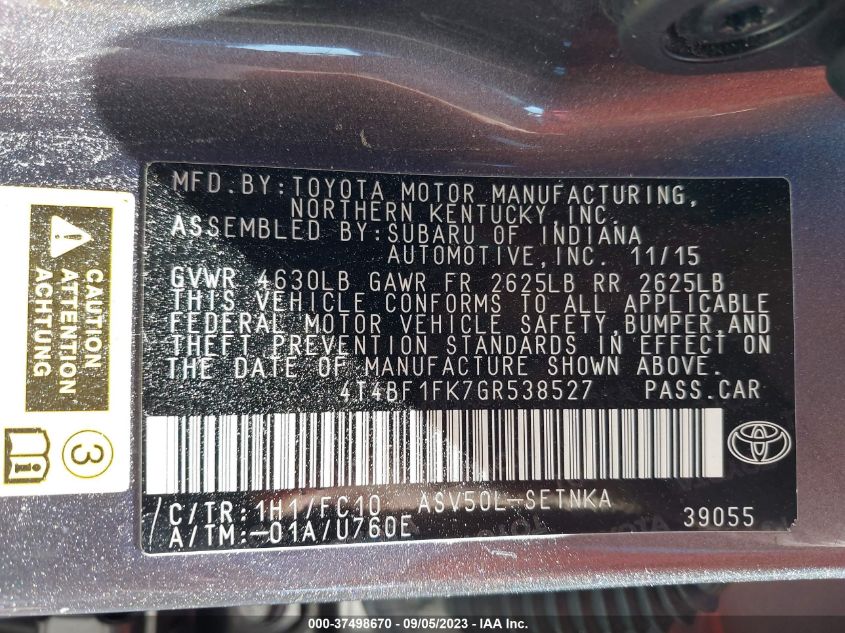 MFD.BY:TOYOTA MOTOR MANUFACTURING,
NORTHERN KENTUCKY,INC.
ASSEMBLED BY:SUBARU OF INDIANA
AUTOMOTIVE,INC. 11/15
GVWR 4630LB GAWR FR 2625LB RR 2625LB
THIS VEHICLE CONFORMS TO ALL APPLICABLE
FEDERAL MOTOR VEHICLE SAFETY,BUMPER,AND
THEFT PREVENTION STANDARDS IN EFFECT ON
THE DATE OF MANUFACTURE SHOWN ABOVE.
4T4BF1FK7GR538527 PASS.CAR
C/TR:1H1/FC10 ASV50L-SETNKA
A/TM:-01A/U760E 39055
CAUTION
ATTENTION
ACHTUNG
3
000-37498670 - 09/05/2023 - IAA Inc.